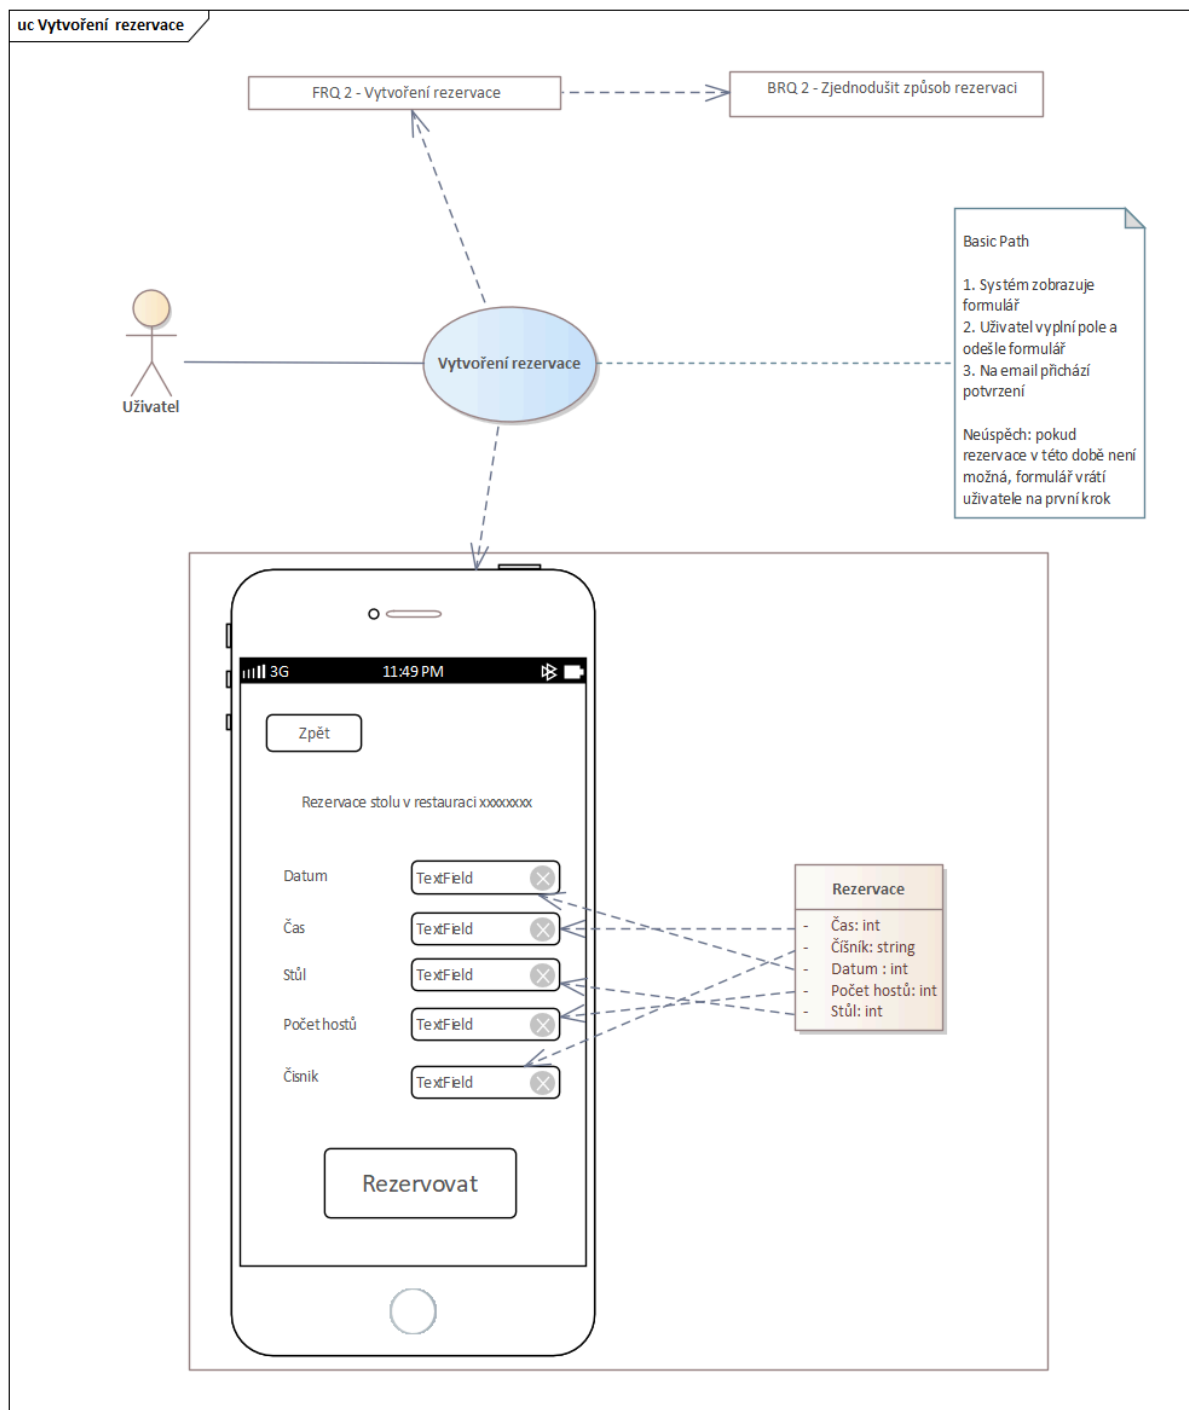 uc Vytvoření rezervace
FRQ 2 - Vytvoření rezervace
BRQ 2 - Zjednodušit způsob rezervaci
Basic Path
1. Systém zobrazuje
formulář
2. Uživatel vyplní pole a
odešle formulář
3. Na email přichází
potvrzení
Neúspěch: pokud
rezervace v této době není
možná, formulář vrátí
uživatele na první krok
Vytvoření rezervace
Uživatel
3G 11:49 PM
Zpět
Rezervace stolu v restauraci xxxxxxxx
Datum TextField
Čas TextField
Stůl TextField
Počet hostů TextField
Čisnik TextField
Rezervovat
Rezervace
- Čas: int
- Číšník: string
- Datum : int
- Počet hostů: int
- Stůl: int